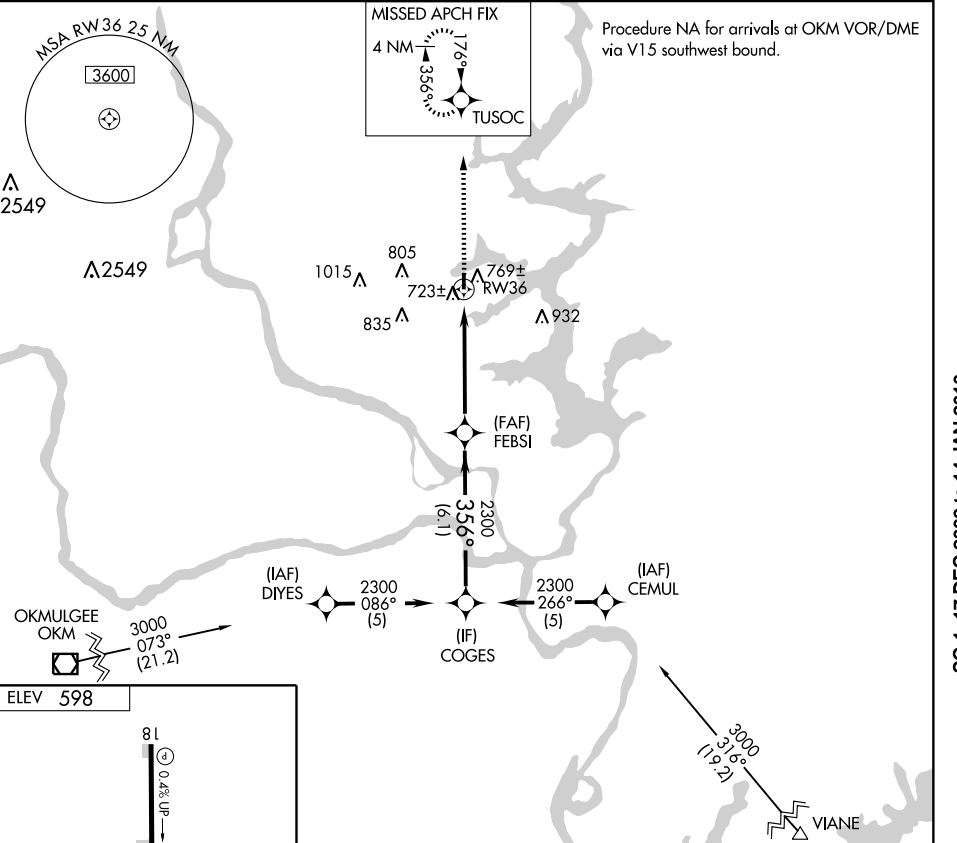 MSA RW36 25 NM
3600
MISSED APCH FIX
4 NM
176°
356°
TUSOC
Procedure NA for arrivals at OKM VOR/DME
via V15 southwest bound.
2549
2549
1015
805
769±
723±
RW36
835
932
(FAF)
FEBSI
2300
356°
(6.1)
(IAF)
DIYES
2300
086°
(5)
(IF)
COGES
2300
266°
(5)
(IAF)
CEMUL
OKMULGEE
OKM
3000
073°
(21.2)
3000
316°
(19.2)
VIANE
ELEV 598
18
P
0.4% UP